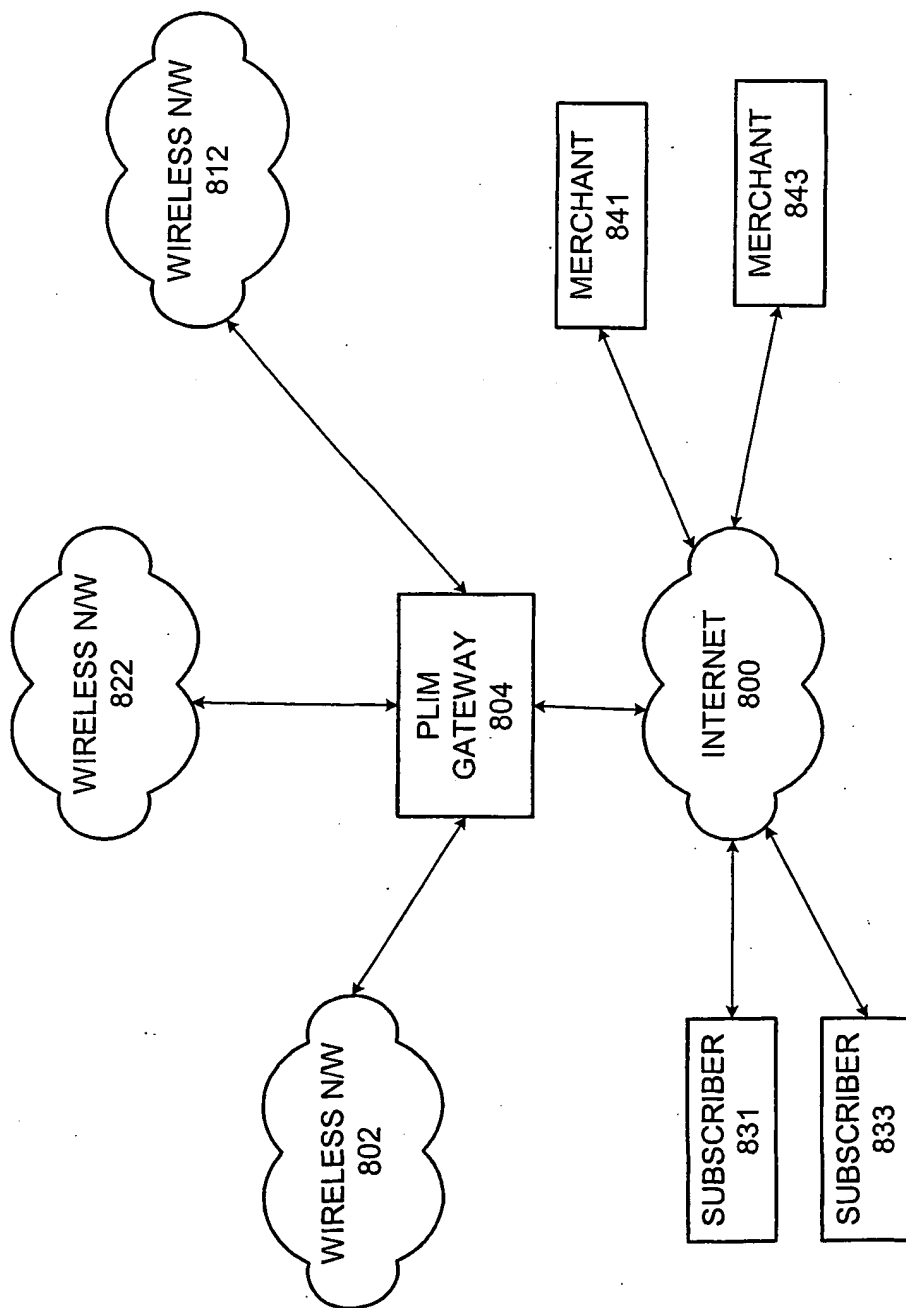 WIRELESS N/W
802
WIRELESS N/W
822
WIRELESS N/W
812
PLIM
GATEWAY
804
SUBSCRIBER
831
SUBSCRIBER
833
INTERNET
800
MERCHANT
841
MERCHANT
843